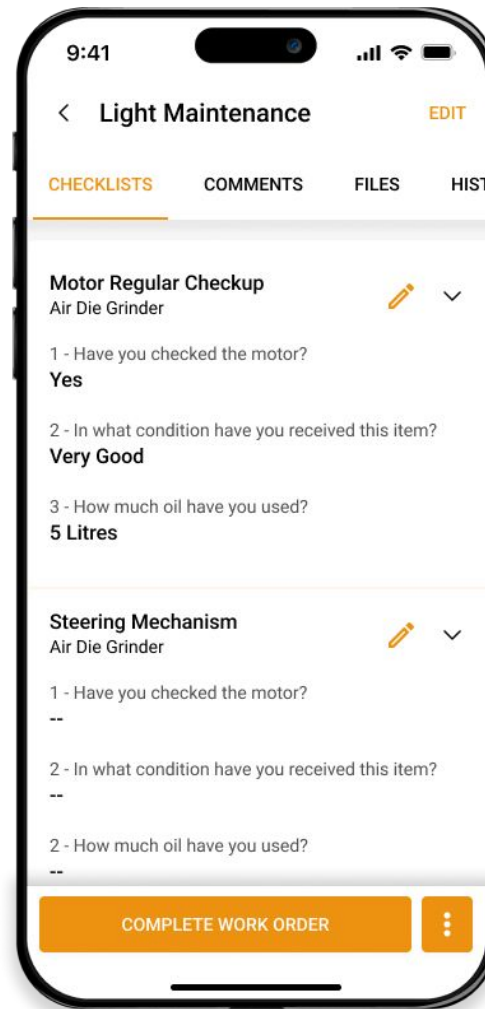 9:41
Light Maintenance
EDIT
CHECKLISTS COMMENTS FILES HIST
Motor Regular Checkup
Air Die Grinder
1 - Have you checked the motor?
Yes
2 - In what condition have you received this item?
Very Good
3 - How much oil have you used?
5 Litres
Steering Mechanism
Air Die Grinder
1 - Have you checked the motor?
--
2 - In what condition have you received this item?
--
2 - How much oil have you used?
--
COMPLETE WORK ORDER